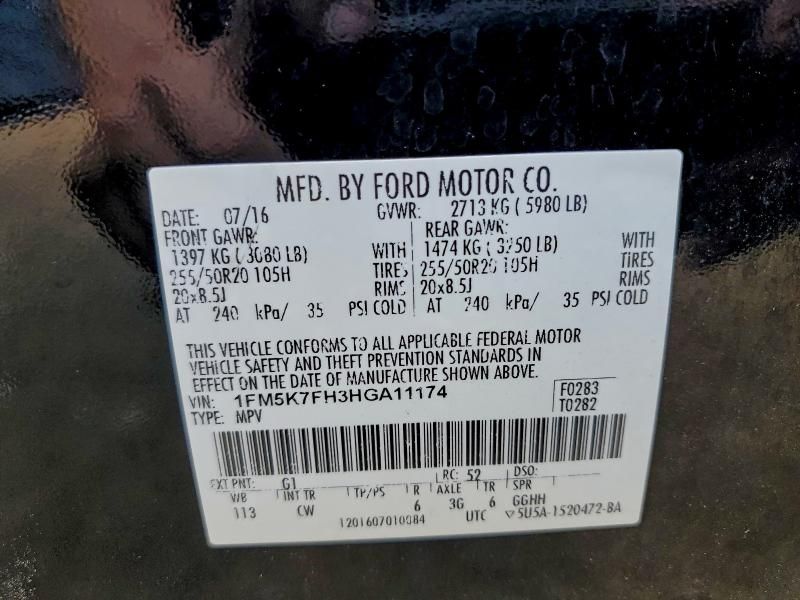 MFD. BY FORD MOTOR CO.
DATE: 07/16 GVWR: 2713 KG ( 5980 LB)
FRONT GAWR: REAR GAWR:
1397 KG ( 3080 LB) WITH 1474 KG ( 3250 LB) WITH
255/50R20 105H TIRES 255/50R20 105H TIRES
20x8.5J RIMS 20x8.5J RIMS
AT 240 kPa/ 35 PSI COLD AT 240 kPa/ 35 PSI COLD
THIS VEHICLE CONFORMS TO ALL APPLICABLE FEDERAL MOTOR
VEHICLE SAFETY AND THEFT PREVENTION STANDARDS IN
EFFECT ON THE DATE OF MANUFACTURE SHOWN ABOVE.
VIN: 1FM5K7FH3HGA11174 F0283
TYPE: MPV T0282
EXT PNT: G1 RC: 52 DSO:
WB INT TR TP/PS R AXLE TR SPR
113 CW 6 3G 6 GGHH
1201607010084 UTC 5U5A-1520472-BA